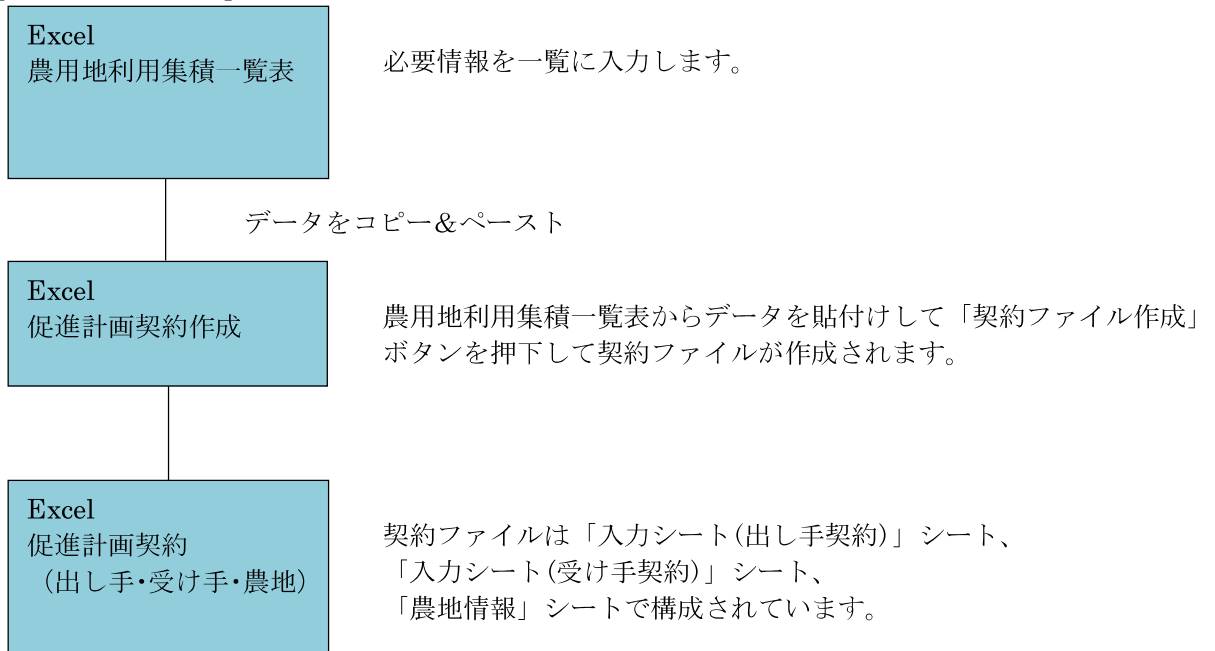 Excel
農用地利用集積一覧表
必要情報を一覧に入力します。
データをコピー&ペースト
Excel
促進計画契約作成
農用地利用集積一覧表からデータを貼付けして「契約ファイル作成」
ボタンを押下して契約ファイルが作成されます。
Excel
促進計画契約
（出し手・受け手・農地）
契約ファイルは「入力シート(出し手契約)」シート、
「入力シート(受け手契約)」シート、
「農地情報」シートで構成されています。